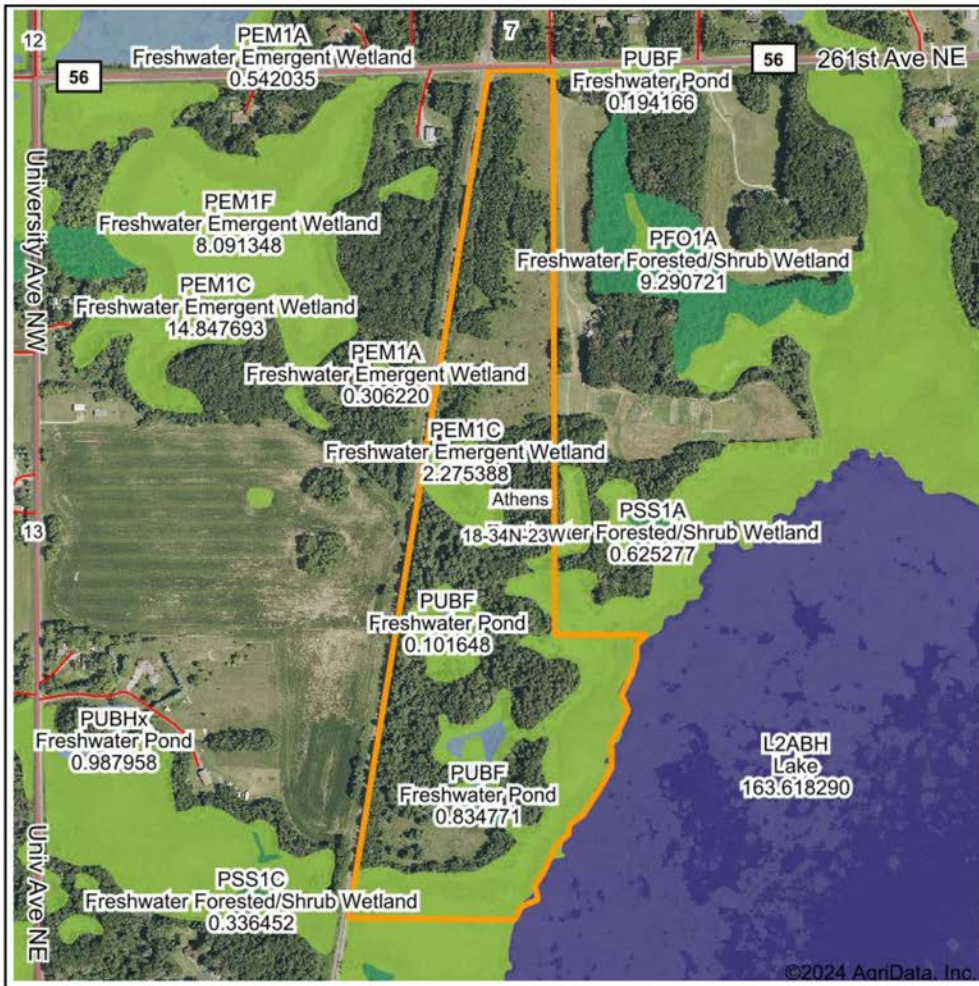 12
PEM1A
Freshwater Emergent Wetland
0.542035
7
PUBF
Freshwater Pond
0.194166
56
56
261st Ave NE
University Ave NW
PEM1F
Freshwater Emergent Wetland
8.091348
PFO1A
Freshwater Forested/Shrub Wetland
9.290721
PEM1C
Freshwater Emergent Wetland
14.847693
PEM1A
Freshwater Emergent Wetland
0.306220
PEM1C
Freshwater Emergent Wetland
2.275388
13
Athens
18-34N-23W
PSS1A
Forested/Shrub Wetland
0.625277
PUBF
Freshwater Pond
0.101648
PUBHx
Freshwater Pond
0.987958
PUBF
Freshwater Pond
0.834771
L2ABH
Lake
163.618290
Univ Ave NE
PSS1C
Freshwater Forested/Shrub Wetland
0.336452
©2024 AgriData, Inc.